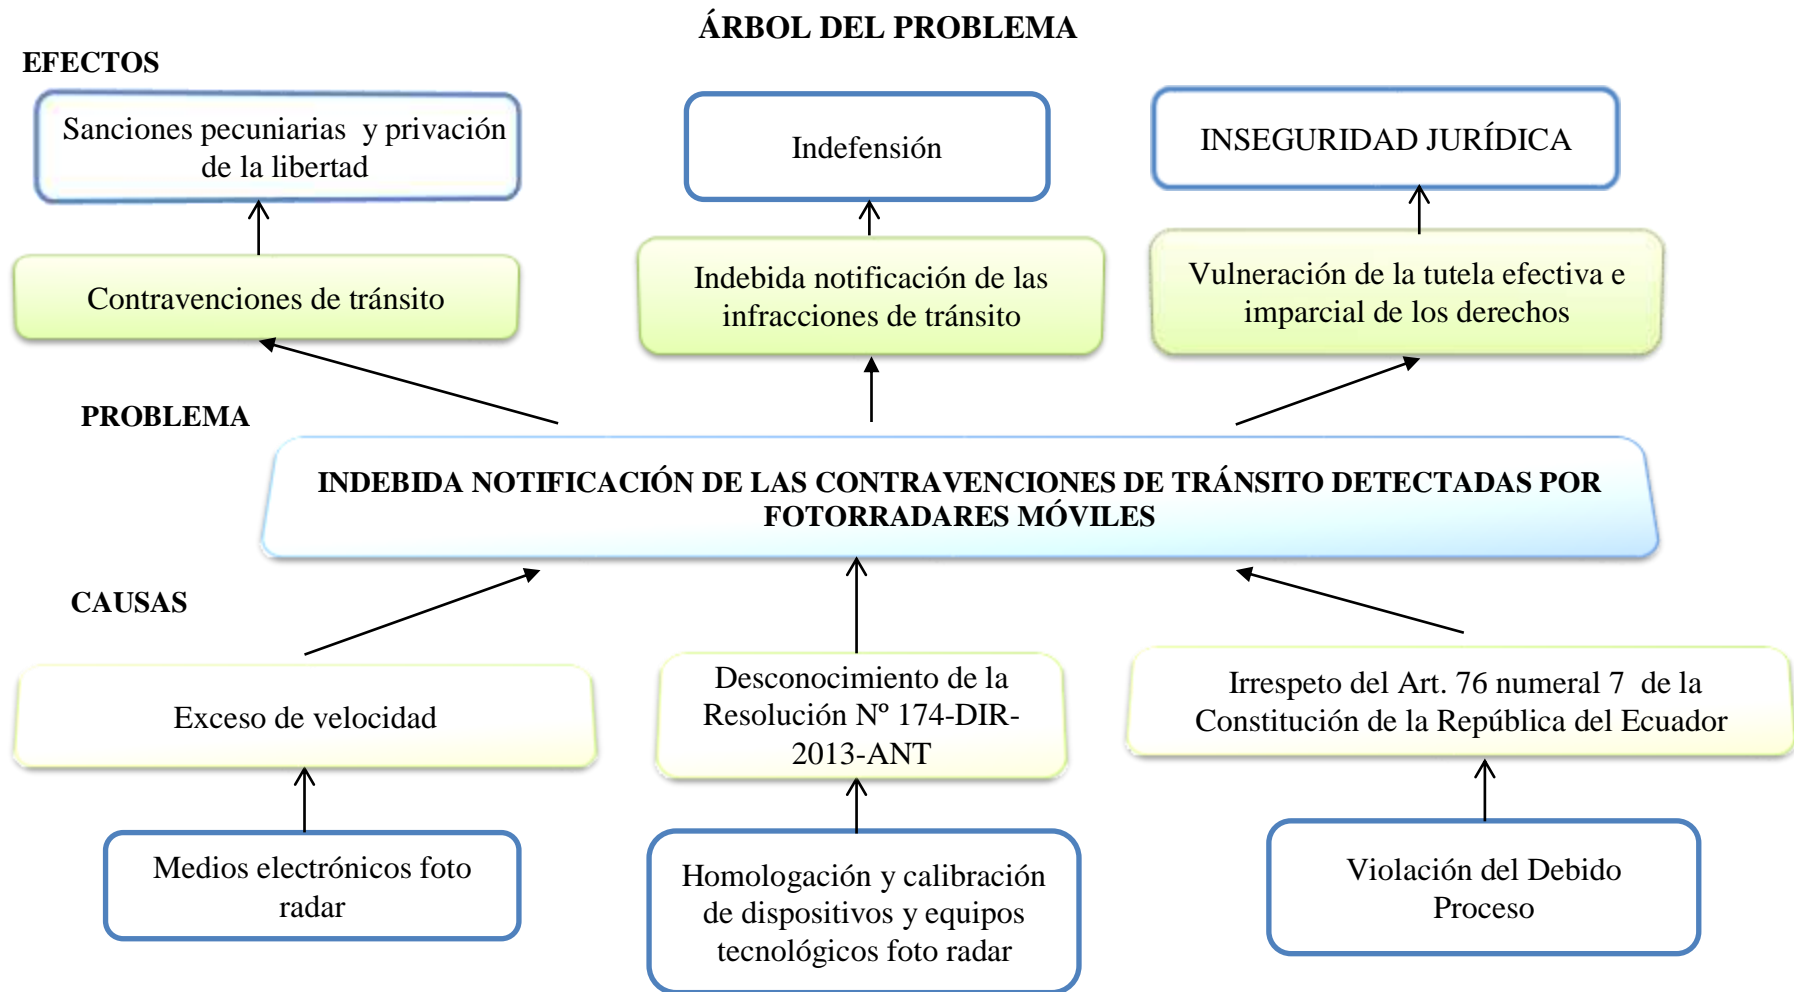 ÁRBOL DEL PROBLEMA
EFECTOS
Sanciones pecuniarias y privación
de la libertad
Indefensión
INSEGURIDAD JURÍDICA
Contravenciones de tránsito
Indebida notificación de las
infracciones de tránsito
Vulneración de la tutela efectiva e
imparcial de los derechos
PROBLEMA
INDEBIDA NOTIFICACIÓN DE LAS CONTRAVENCIONES DE TRÁNSITO DETECTADAS POR
FOTORRADARES MÓVILES
CAUSAS
Exceso de velocidad
Desconocimiento de la
Resolución Nº 174-DIR-
2013-ANT
Irrespeto del Art. 76 numeral 7 de la
Constitución de la República del Ecuador
Medios electrónicos foto
radar
Homologación y calibración
de dispositivos y equipos
tecnológicos foto radar
Violación del Debido
Proceso